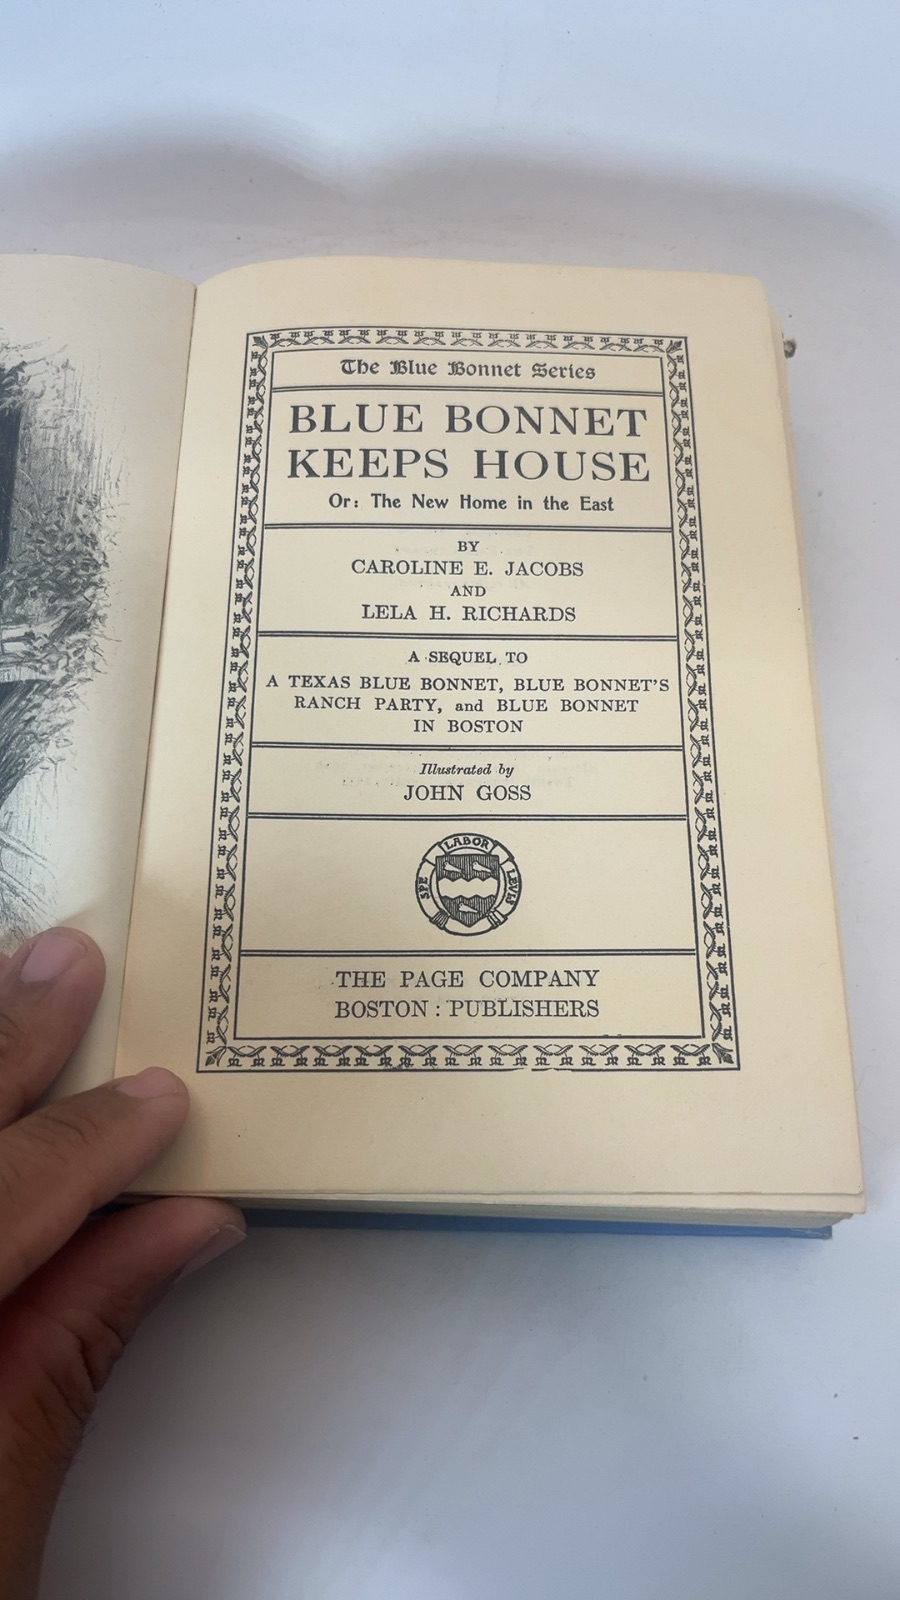 The Blue Bonnet Series
BLUE BONNET
KEEPS HOUSE
Or: The New Home in the East
BY
CAROLINE E. JACOBS
AND
LELA H. RICHARDS
A SEQUEL TO
A TEXAS BLUE BONNET, BLUE BONNET'S
RANCH PARTY, and BLUE BONNET
IN BOSTON
Illustrated by
JOHN GOSS
SPE LABOR LEVIS
THE PAGE COMPANY
BOSTON : PUBLISHERS